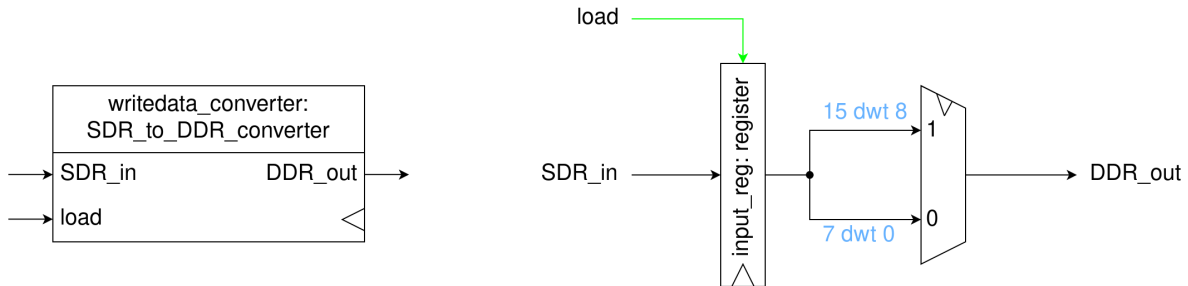 writedata_converter:
SDR_to_DDR_converter
SDR_in
DDR_out
load
load
SDR_in
input_reg: register
15 dwt 8
7 dwt 0
1
0
DDR_out